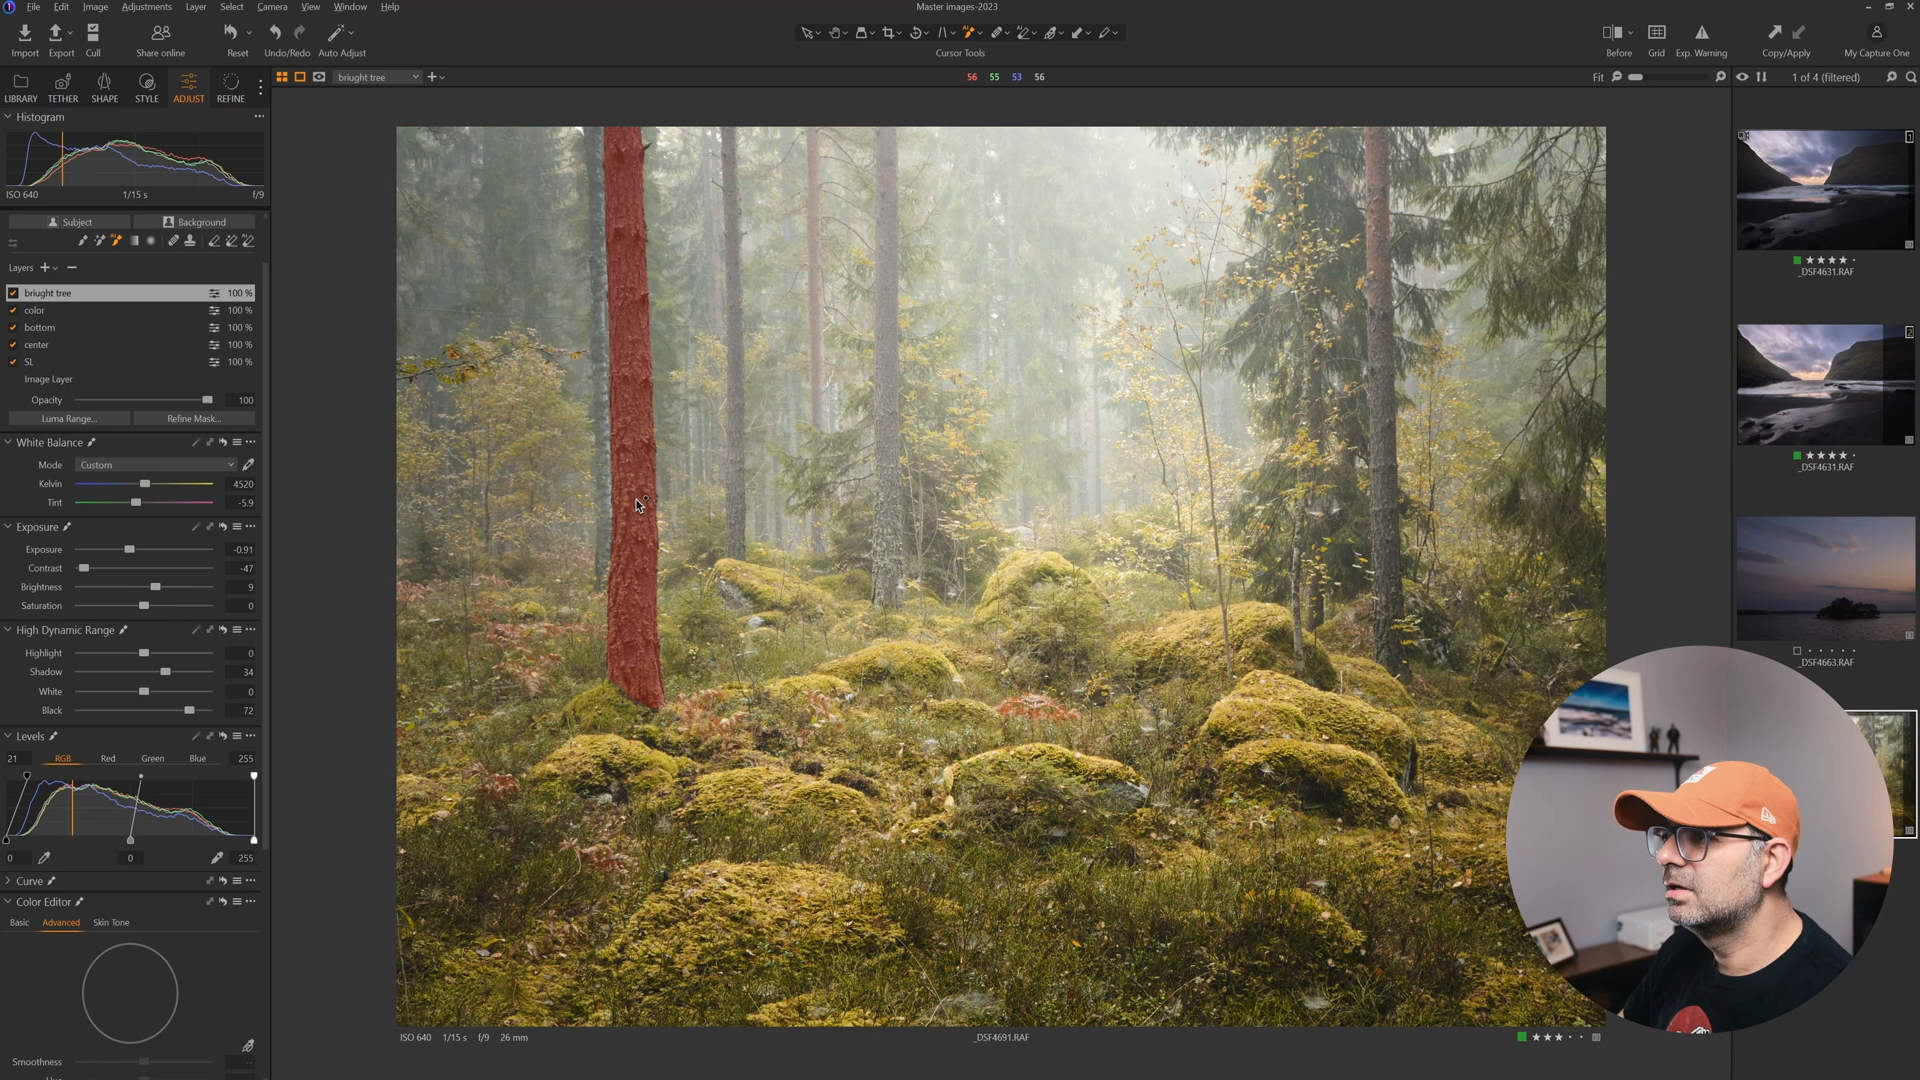 File Edit Image Adjustments Layer Select Camera View Window Help
Master images-2023
Import Export Cull Share online Reset Undo/Redo Auto Adjust
Cursor Tools
Before Grid Exp. Warning Copy/Apply My Capture One
LIBRARY TETHER SHAPE STYLE ADJUST REFINE
briught tree
56 55 53 56
Fit
1 of 4 (filtered)
Histogram
ISO 640 1/15 s f/9
Subject Background
Layers
briught tree 100 %
color 100 %
bottom 100 %
center 100 %
SL 100 %
Image Layer
Opacity 100
Luma Range... Refine Mask...
White Balance
Mode Custom
Kelvin 4520
Tint -5.9
Exposure
Exposure -0.91
Contrast -47
Brightness 9
Saturation 0
High Dynamic Range
Highlight 0
Shadow 34
White 0
Black 72
Levels
21 RGB Red Green Blue 255
0 0 255
Curve
Color Editor
Basic Advanced Skin Tone
Smoothness
ISO 640 1/15 s f/9 26 mm
_DSF4691.RAF
1
_DSF4631.RAF
2
_DSF4631.RAF
_DSF4663.RAF